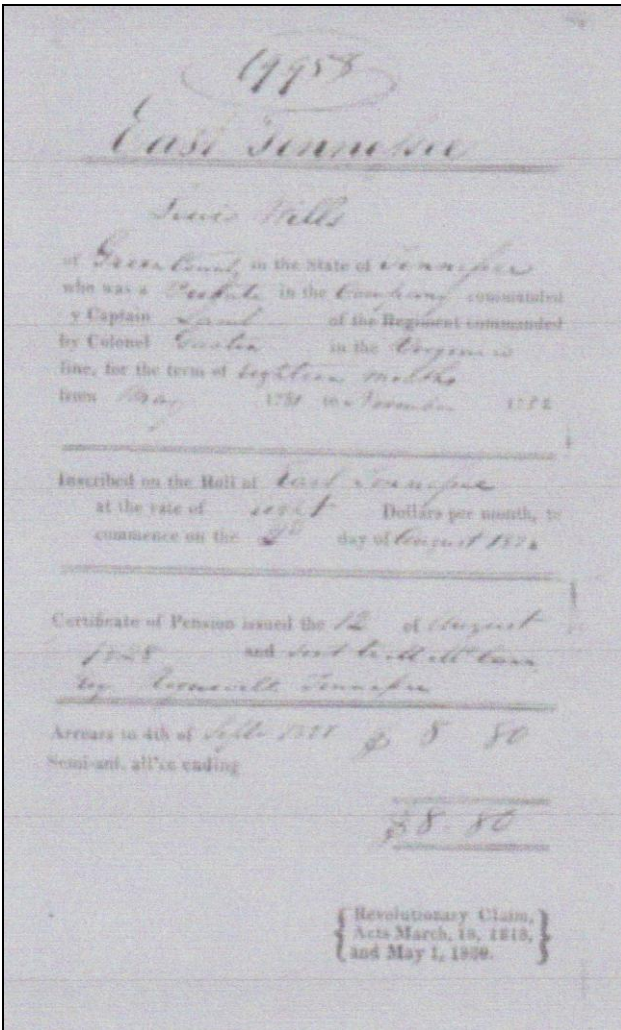 19958
East Tennessee
Lewis Wells
of Green County in the State of Tennessee
who was a Private in the Company commanded
y Captain Lamb of the Regiment commanded
by Colonel in the Virginia
line, for the term of eighteen months
from May 1781 to November 1782
Inscribed on the Roll of East Tennessee
at the rate of eight Dollars per month, to
commence on the day of August 1828
Certificate of Pension issued the 12 of August
1828 and sent to
Tennessee
Arrears to 4th of Sept 1828 $ 8 80
Semi-anl. all'ce ending
$8.80
Revolutionary Claim,
Acts March, 18, 1818,
and May 1, 1820.